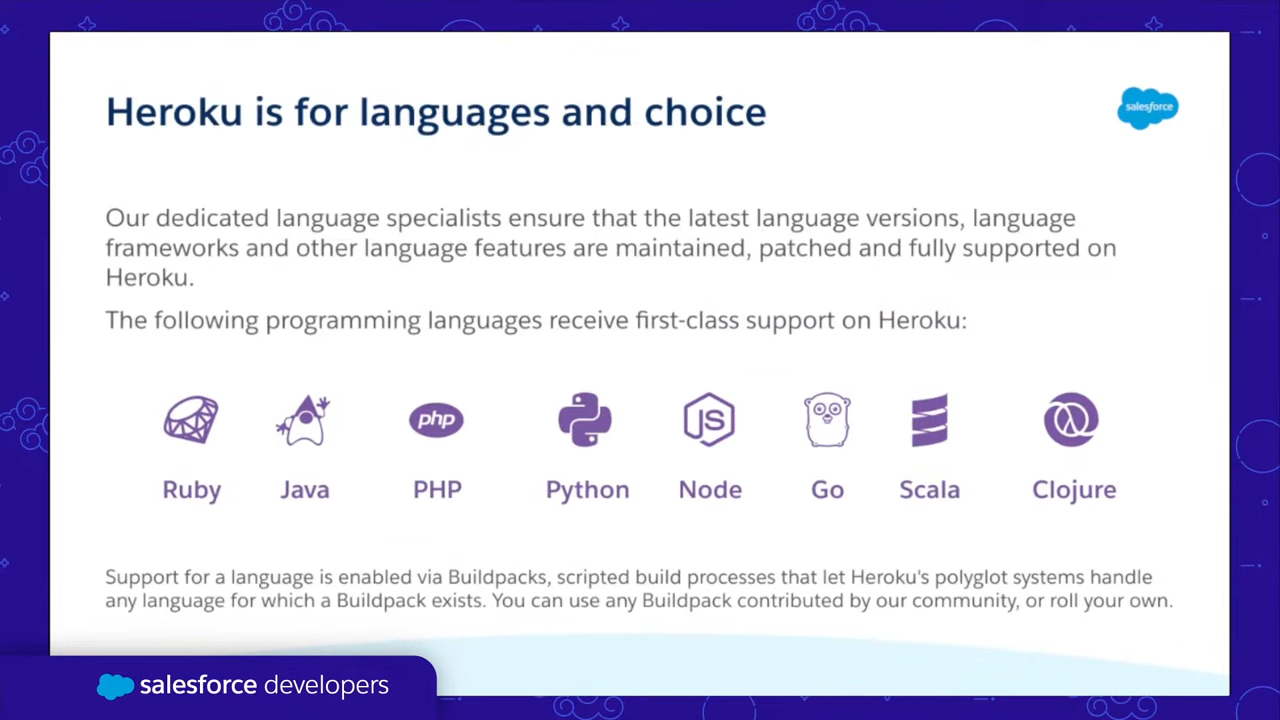 Heroku is for languages and choice
salesforce
Our dedicated language specialists ensure that the latest language versions, language
frameworks and other language features are maintained, patched and fully supported on
Heroku.
The following programming languages receive first-class support on Heroku:
php
JS
Ruby
Java
PHP
Python
Node
Go
Scala
Clojure
Support for a language is enabled via Buildpacks, scripted build processes that let Heroku's polyglot systems handle
any language for which a Buildpack exists. You can use any Buildpack contributed by our community, or roll your own.
salesforce developers